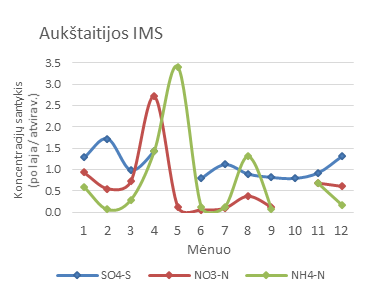 Aukštaitijos IMS
Koncentracijų santykis
(po laja/ atvirav.)
3.5
3.0
2.5
2.0
1.5
1.0
0.5
0.0
1 2 3 4 5 6 7 8 9 10 11 12
Mėnuo
SO4-S NO3-N NH4-N